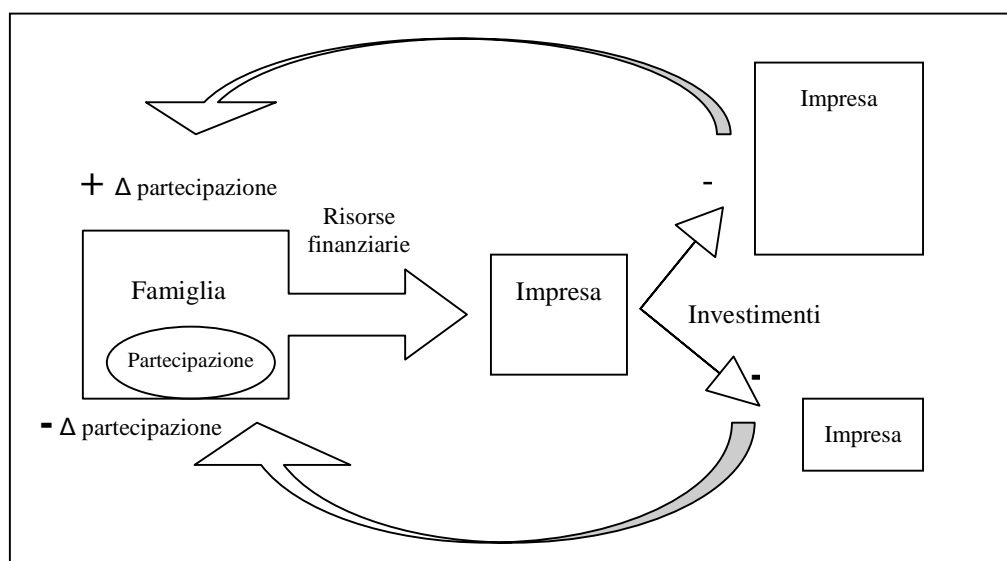 Impresa
+ Δ partecipazione
-
Risorse
finanziarie
Famiglia
Partecipazione
Impresa
Investimenti
-
- Δ partecipazione
Impresa